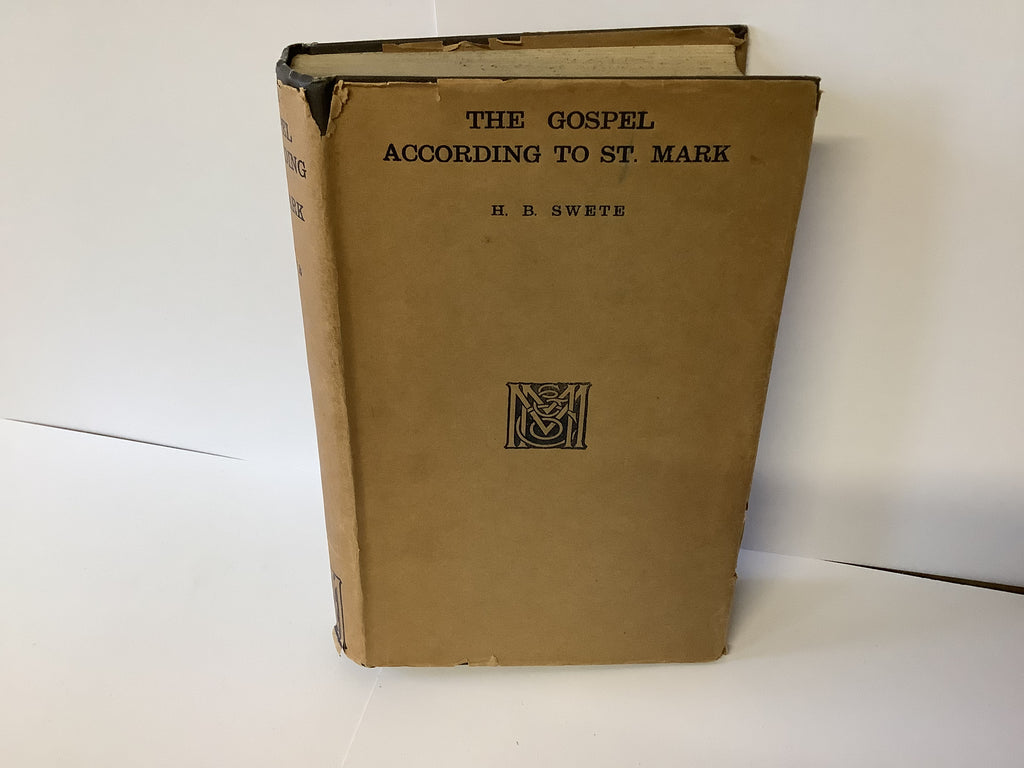 THE GOSPEL
ACCORDING TO ST. MARK
H. B. SWETE